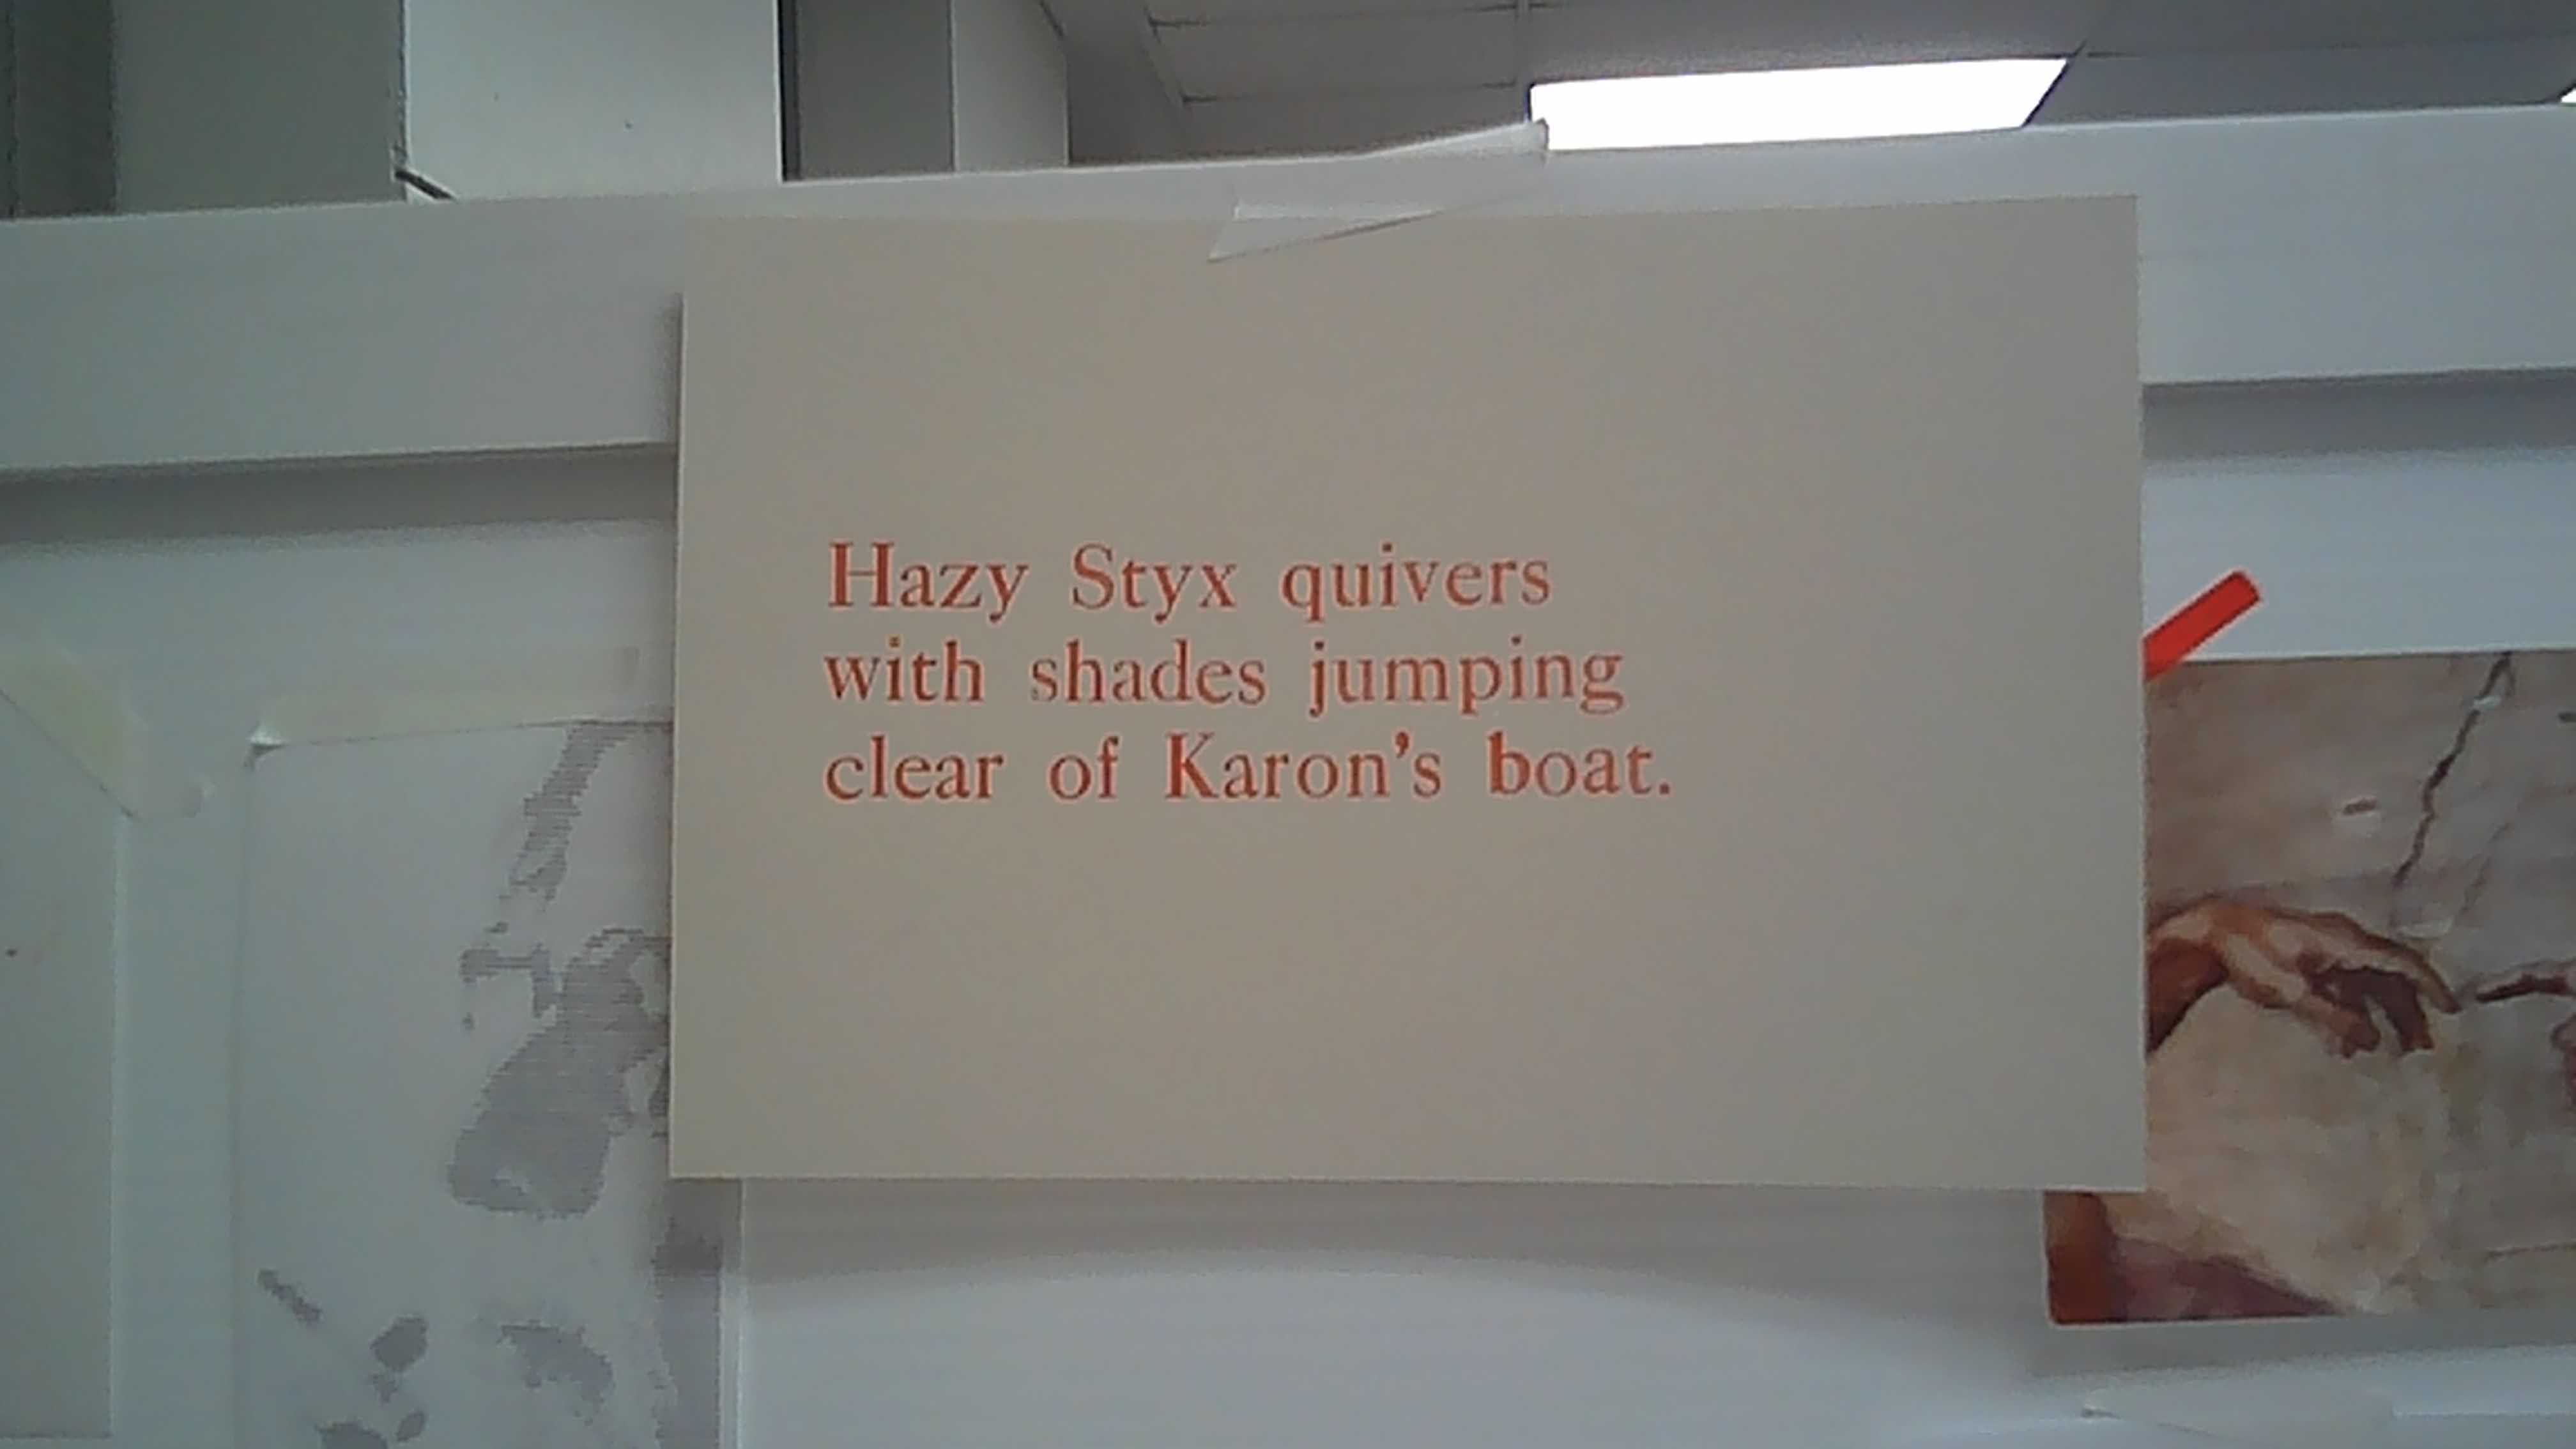 Hazy Styx quivers
with shades jumping
clear of Karon's boat.